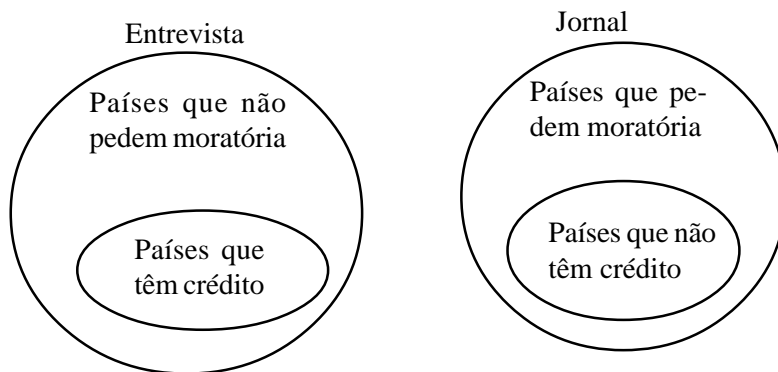 Entrevista
Países que não
pedem moratória
Países que
têm crédito
Jornal
Países que pe-
dem moratória
Países que não
têm crédito